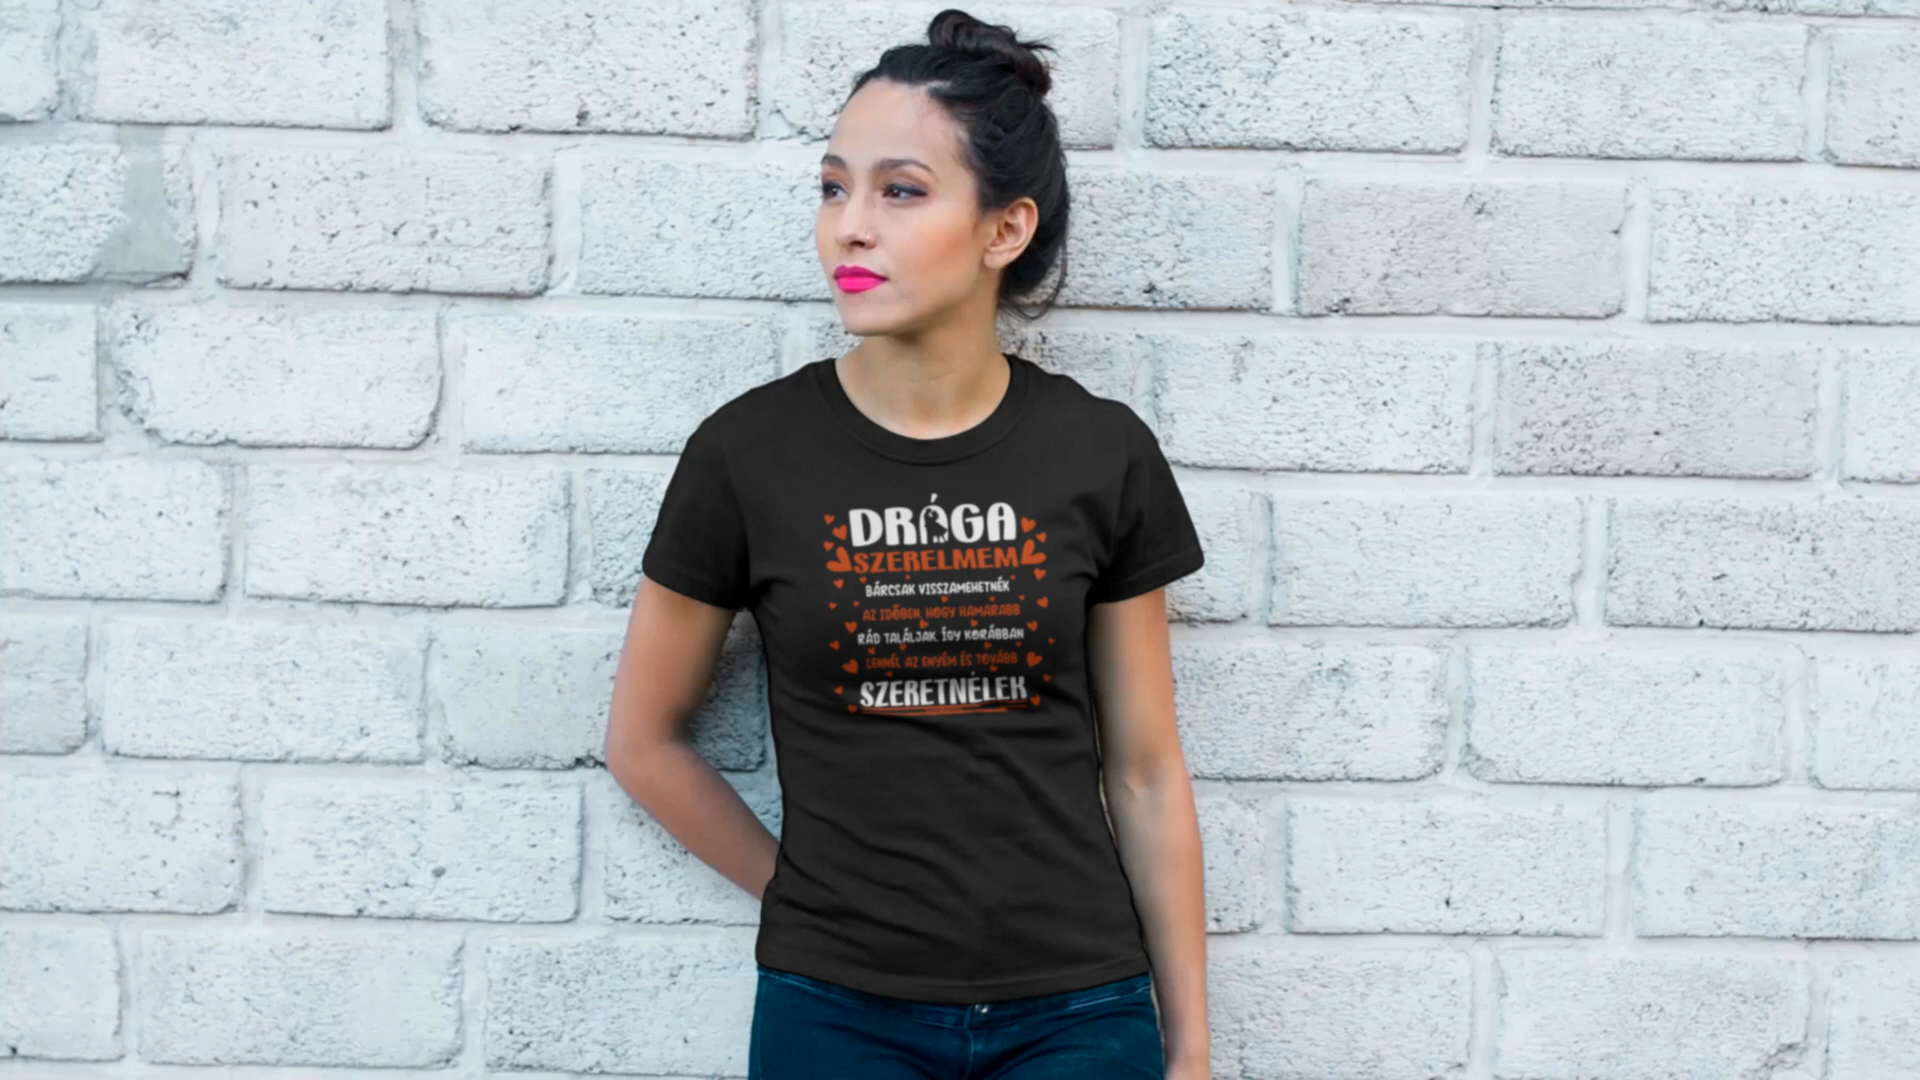 DRÁGA
SZERELMEM
BÁRCSAK VISSZAMEHETNÉK
AZ IDŐBEN, HOGY HAMARABB
RÁD TALÁLJAK, ÍGY KORÁBBAN
LENNÉL AZ ENYÉM ÉS TOVÁBB
SZERETNÉLEK